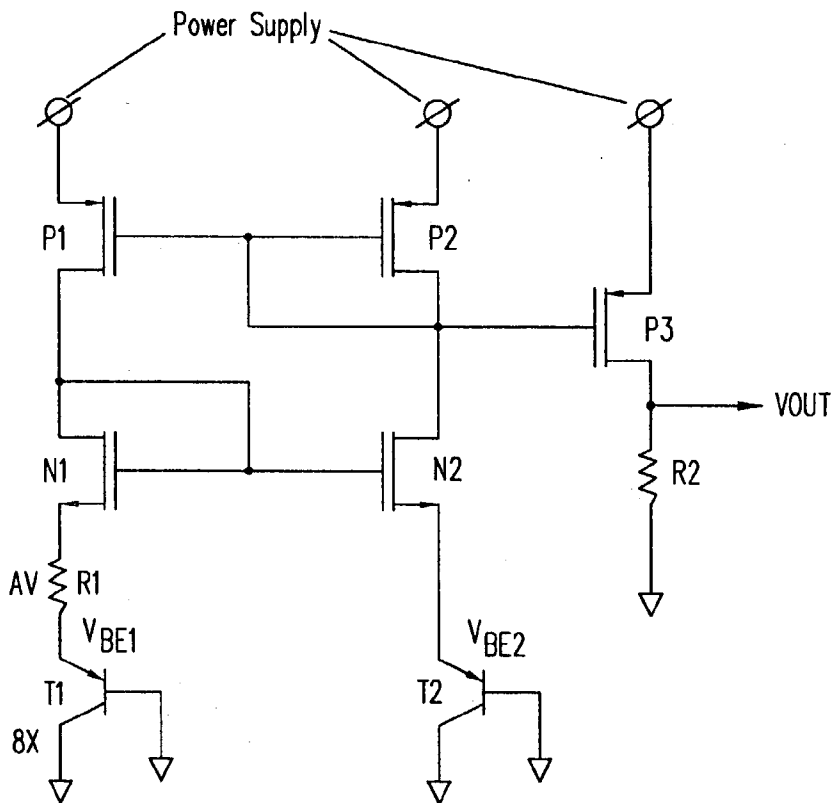 Power Supply
P1
P2
P3
VOUT
N1
N2
R2
AV
R1
VBE1
VBE2
T1
T2
8X